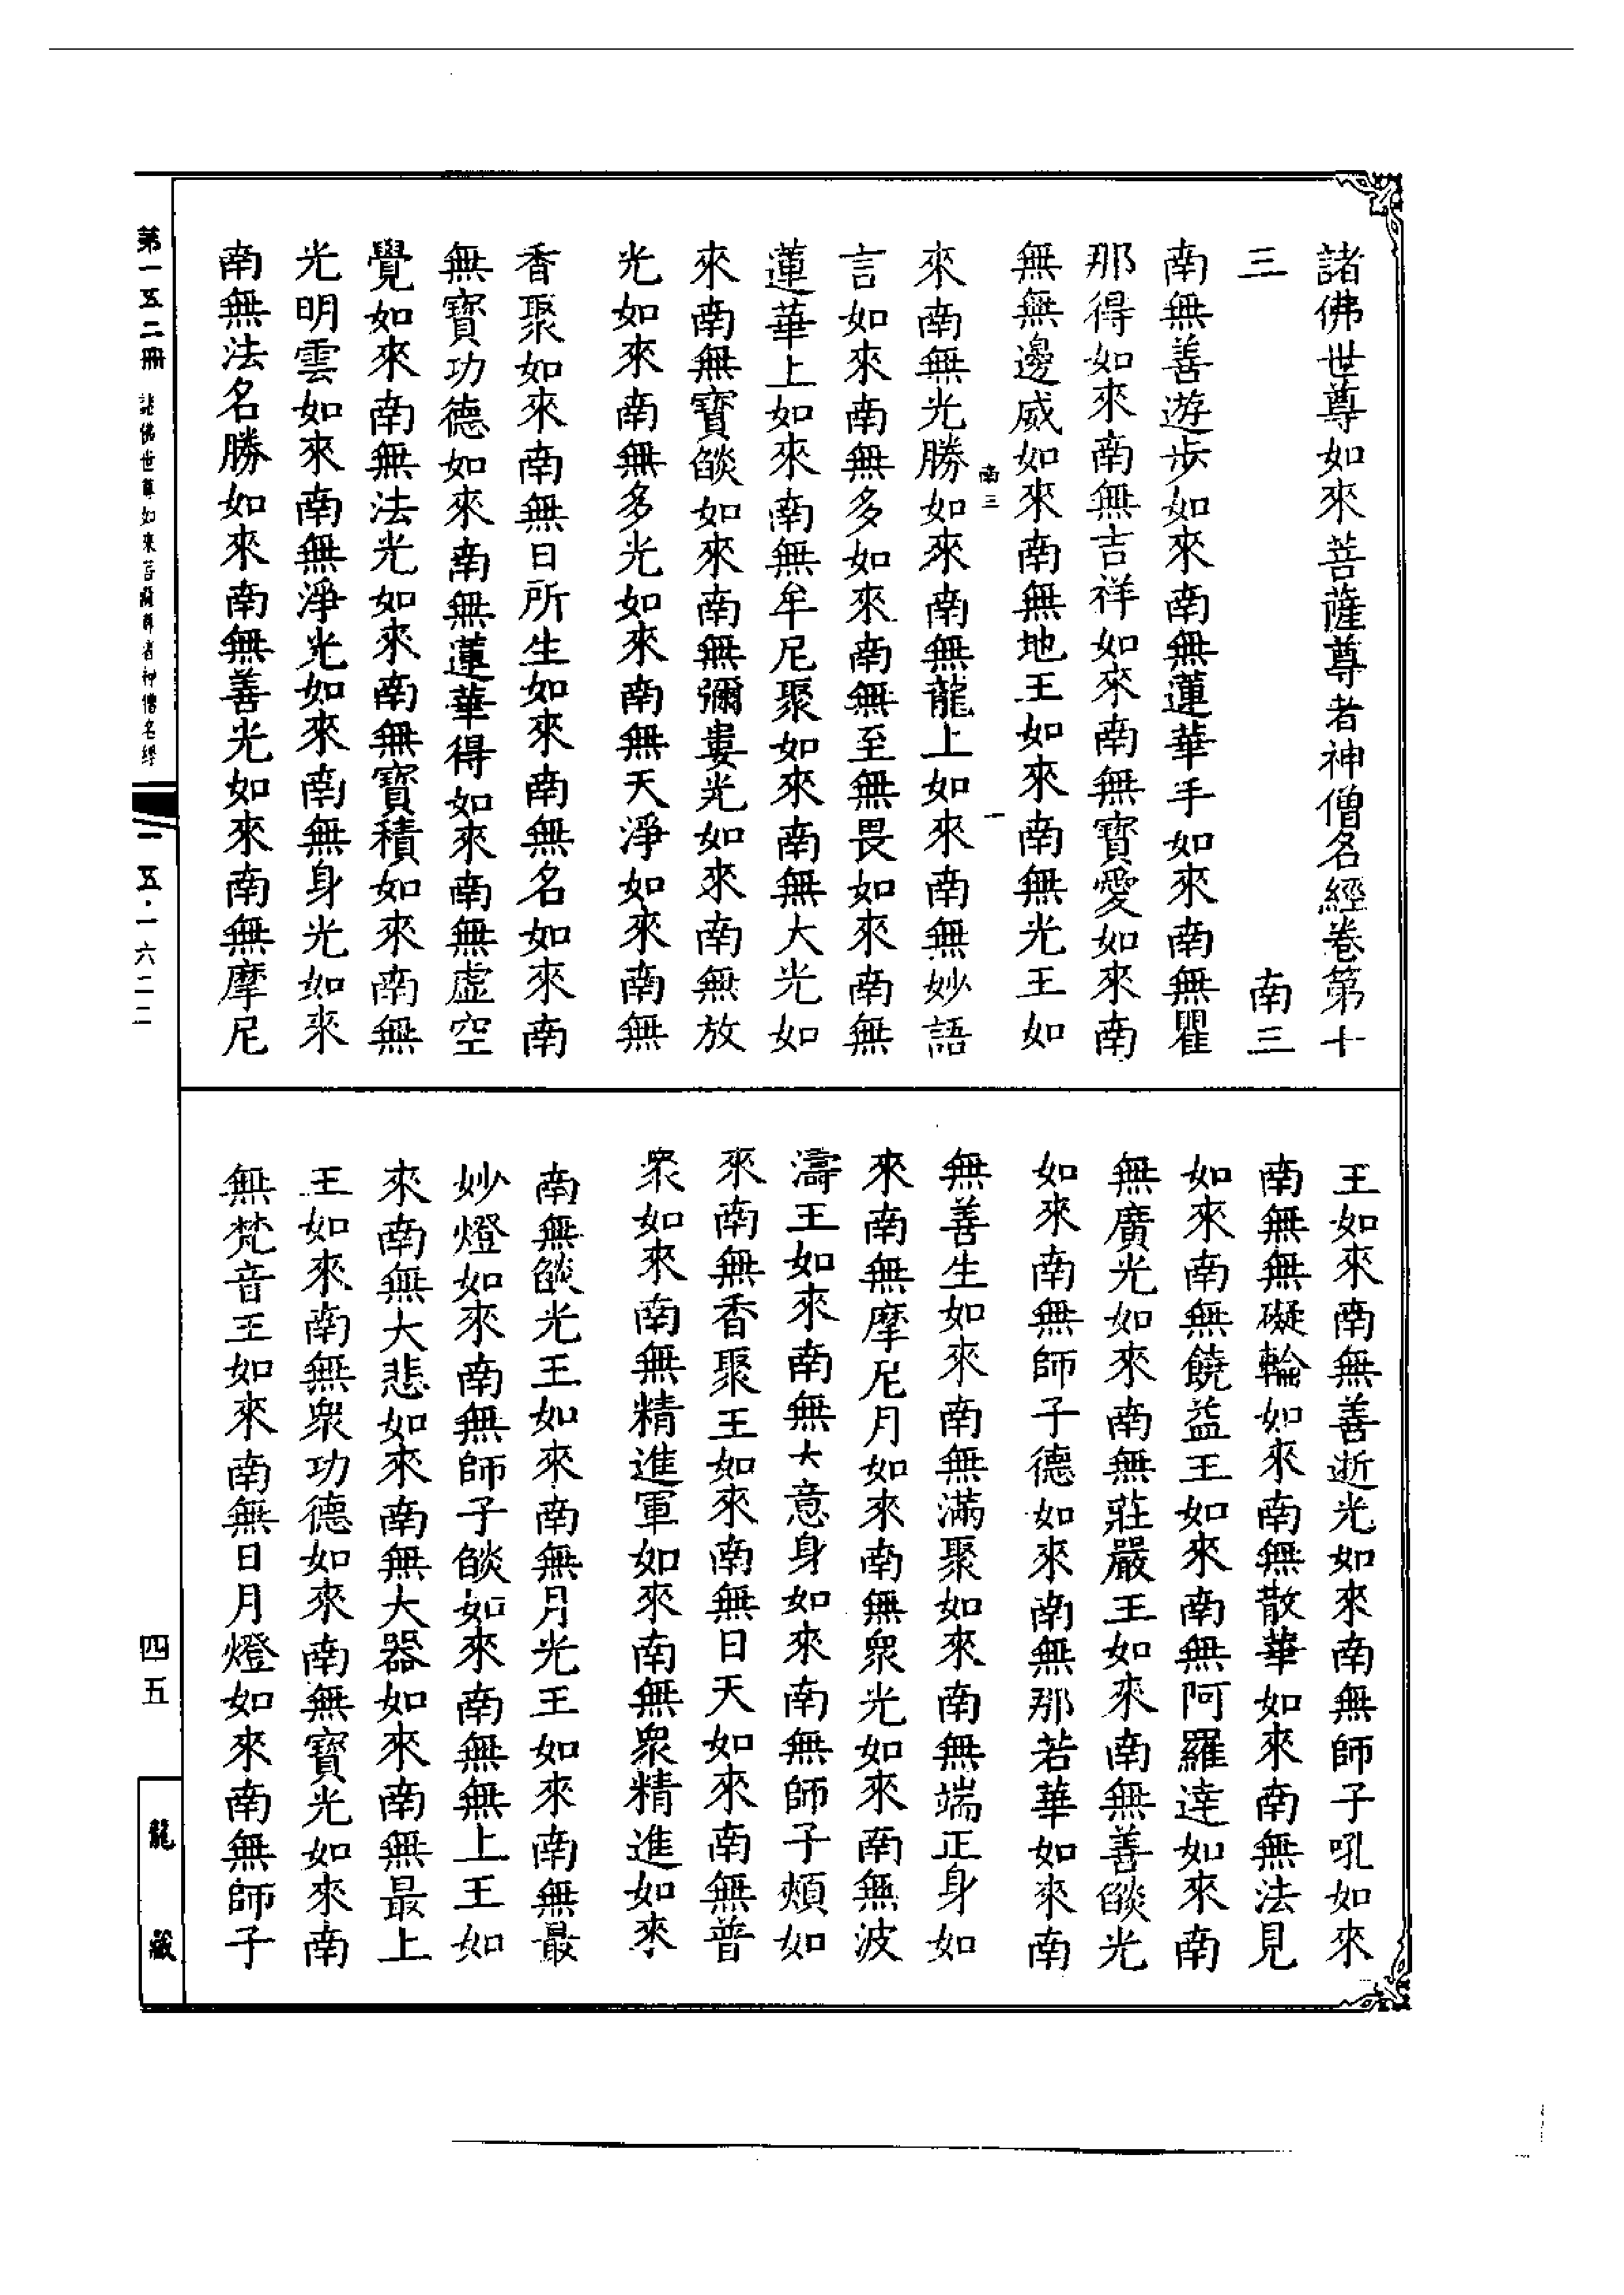 諸佛世尊如來菩薩尊者神僧名經卷第十
三　南三
南無善遊步如來南無蓮華手如來南無瞿
那得如來南無吉祥如來南無寶愛如來南
無無邊威如來南無地王如來南無光王如
南三　一
來南無光勝如來南無龍上如來南無妙語
言如來南無多如來南無至無畏如來南無
蓮華上如來南無牟尼聚如來南無大光如
來南無寶燄如來南無彌婁光如來南無放
光如來南無多光如來南無天淨如來南無
香聚如來南無日所生如來南無名如來南
無寶功德如來南無蓮華得如來南無虛空
覺如來南無法光如來南無寶積如來南無
光明雲如來南無淨光如來南無身光如來
南無法名勝如來南無善光如來南無摩尼
王如來南無善逝光如來南無師子吼如來
南無無礙輪如來南無散華如來南無法見
如來南無饒益王如來南無阿羅達如來南
無廣光如來南無莊嚴王如來南無善燄光
如來南無師子德如來南無那若華如來南
無善生如來南無滿聚如來南無端正身如
來南無摩尼月如來南無眾光如來南無波
濤王如來南無大意身如來南無師子頰如
來南無香聚王如來南無日天如來南無普
眾如來南無精進軍如來南無眾精進如來
南無燄光王如來南無月光王如來南無最
妙燈如來南無師子燄如來南無無上王如
來南無大悲如來南無大器如來南無最上
王如來南無眾功德如來南無寶光如來南
無梵音王如來南無日月燈如來南無師子
第一五二冊　諸佛世尊如來菩薩尊者神僧名經
一五·一六二二
四五
龍藏